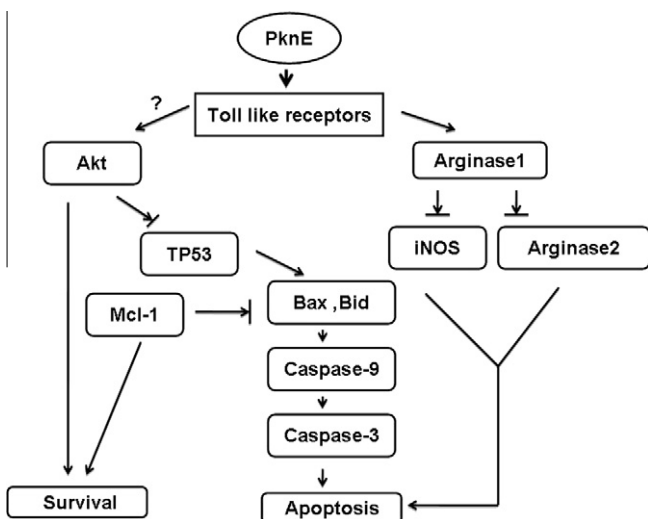 PknE
?
Toll like receptors
Akt
Arginase1
TP53
iNOS
Arginase2
Mcl-1
Bax ,Bid
Caspase-9
Caspase-3
Survival
Apoptosis